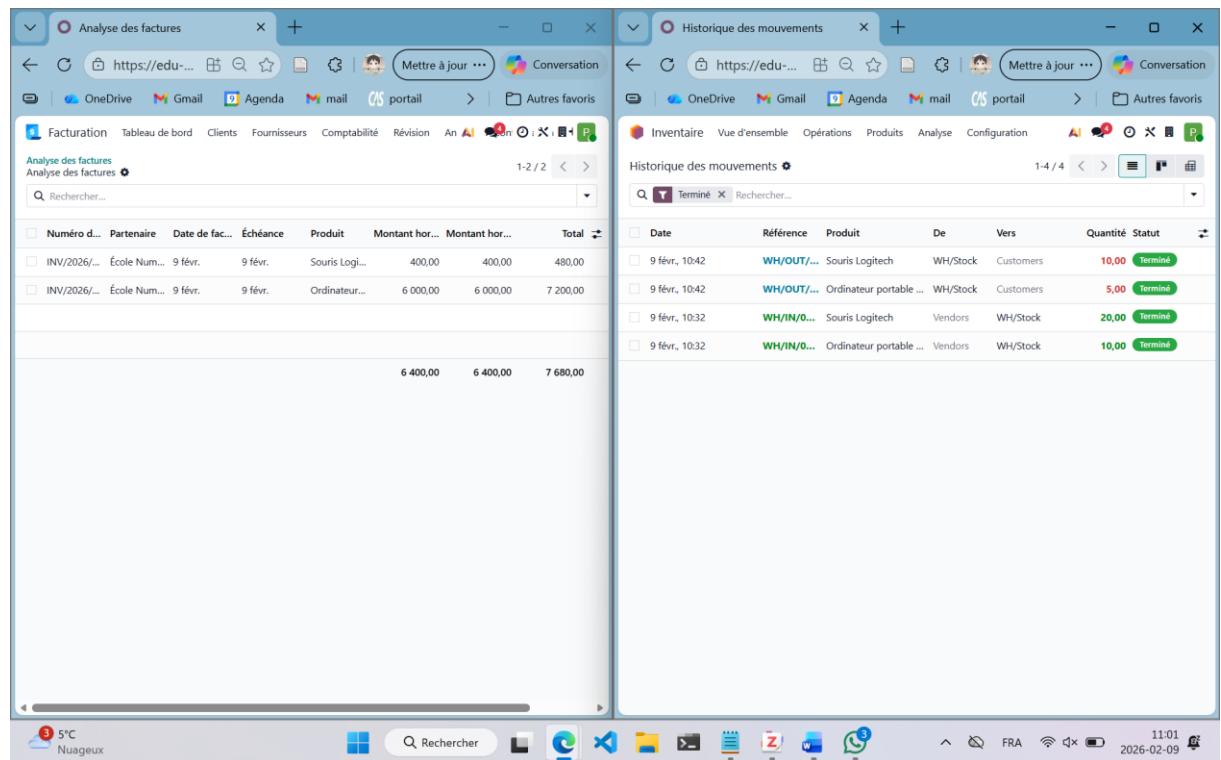 Analyse des factures
https://edu-...
Mettre à jour
Conversation
OneDrive
Gmail
9 Agenda
mail
portail
Autres favoris
Facturation Tableau de bord Clients Fournisseurs Comptabilité Révision An 4 P
Analyse des factures
Analyse des factures
1-2 / 2
Rechercher...
Numéro d... Partenaire Date de fac... Échéance Produit Montant hor... Montant hor... Total
INV/2026/... École Num... 9 févr. 9 févr. Souris Logi... 400,00 400,00 480,00
INV/2026/... École Num... 9 févr. 9 févr. Ordinateur... 6 000,00 6 000,00 7 200,00
6 400,00 6 400,00 7 680,00
Historique des mouvements
https://edu-...
Mettre à jour
Conversation
OneDrive
Gmail
9 Agenda
mail
portail
Autres favoris
Inventaire Vue d'ensemble Opérations Produits Analyse Configuration AI 4 P
Historique des mouvements
1-4 / 4
Terminé
Rechercher...
Date Référence Produit De Vers Quantité Statut
9 févr., 10:42 WH/OUT/... Souris Logitech WH/Stock Customers 10,00 Terminé
9 févr., 10:42 WH/OUT/... Ordinateur portable ... WH/Stock Customers 5,00 Terminé
9 févr., 10:32 WH/IN/0... Souris Logitech Vendors WH/Stock 20,00 Terminé
9 févr., 10:32 WH/IN/0... Ordinateur portable ... Vendors WH/Stock 10,00 Terminé
3
5°C
Nuageux
Rechercher
3
FRA
11:01
2026-02-09